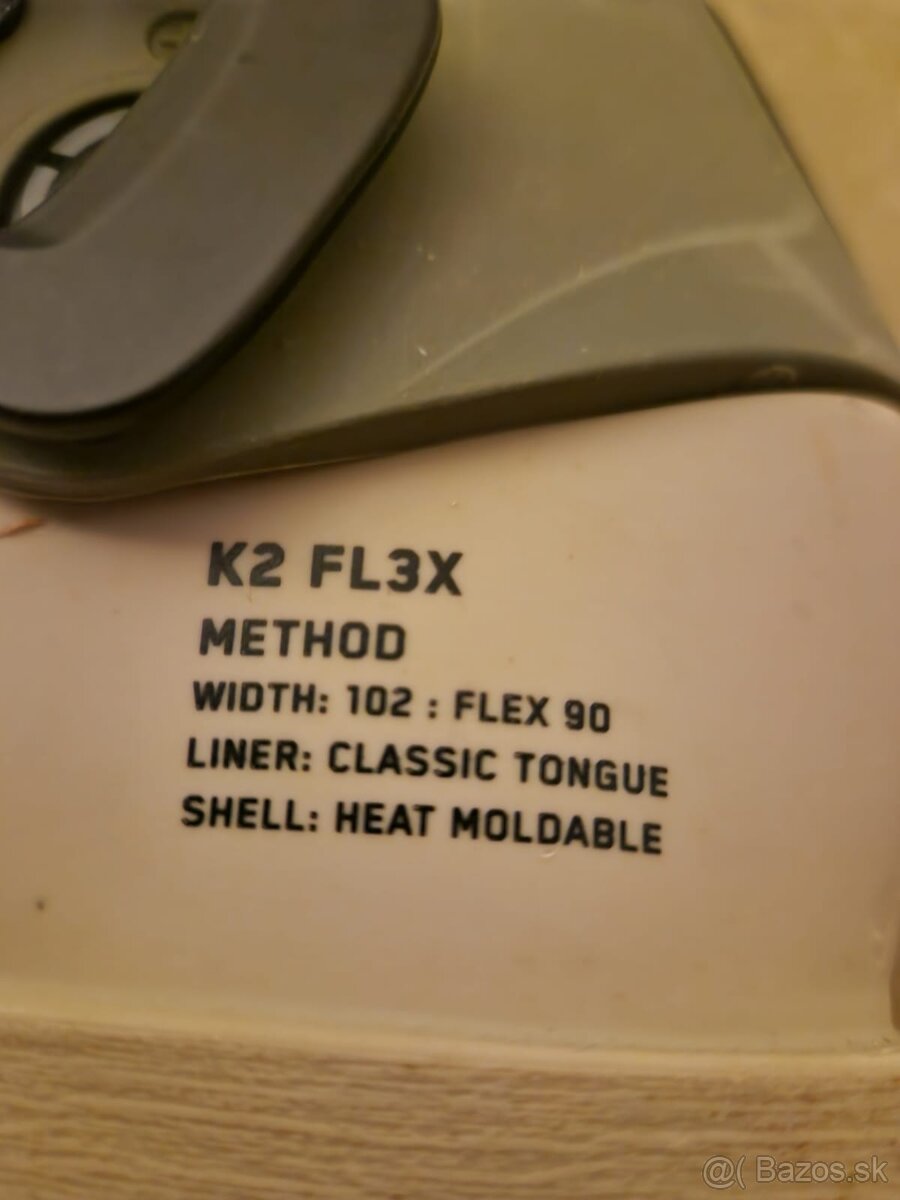 K2 FL3X
METHOD
WIDTH: 102 : FLEX 90
LINER: CLASSIC TONGUE
SHELL: HEAT MOLDABLE
@( Bazos.sk